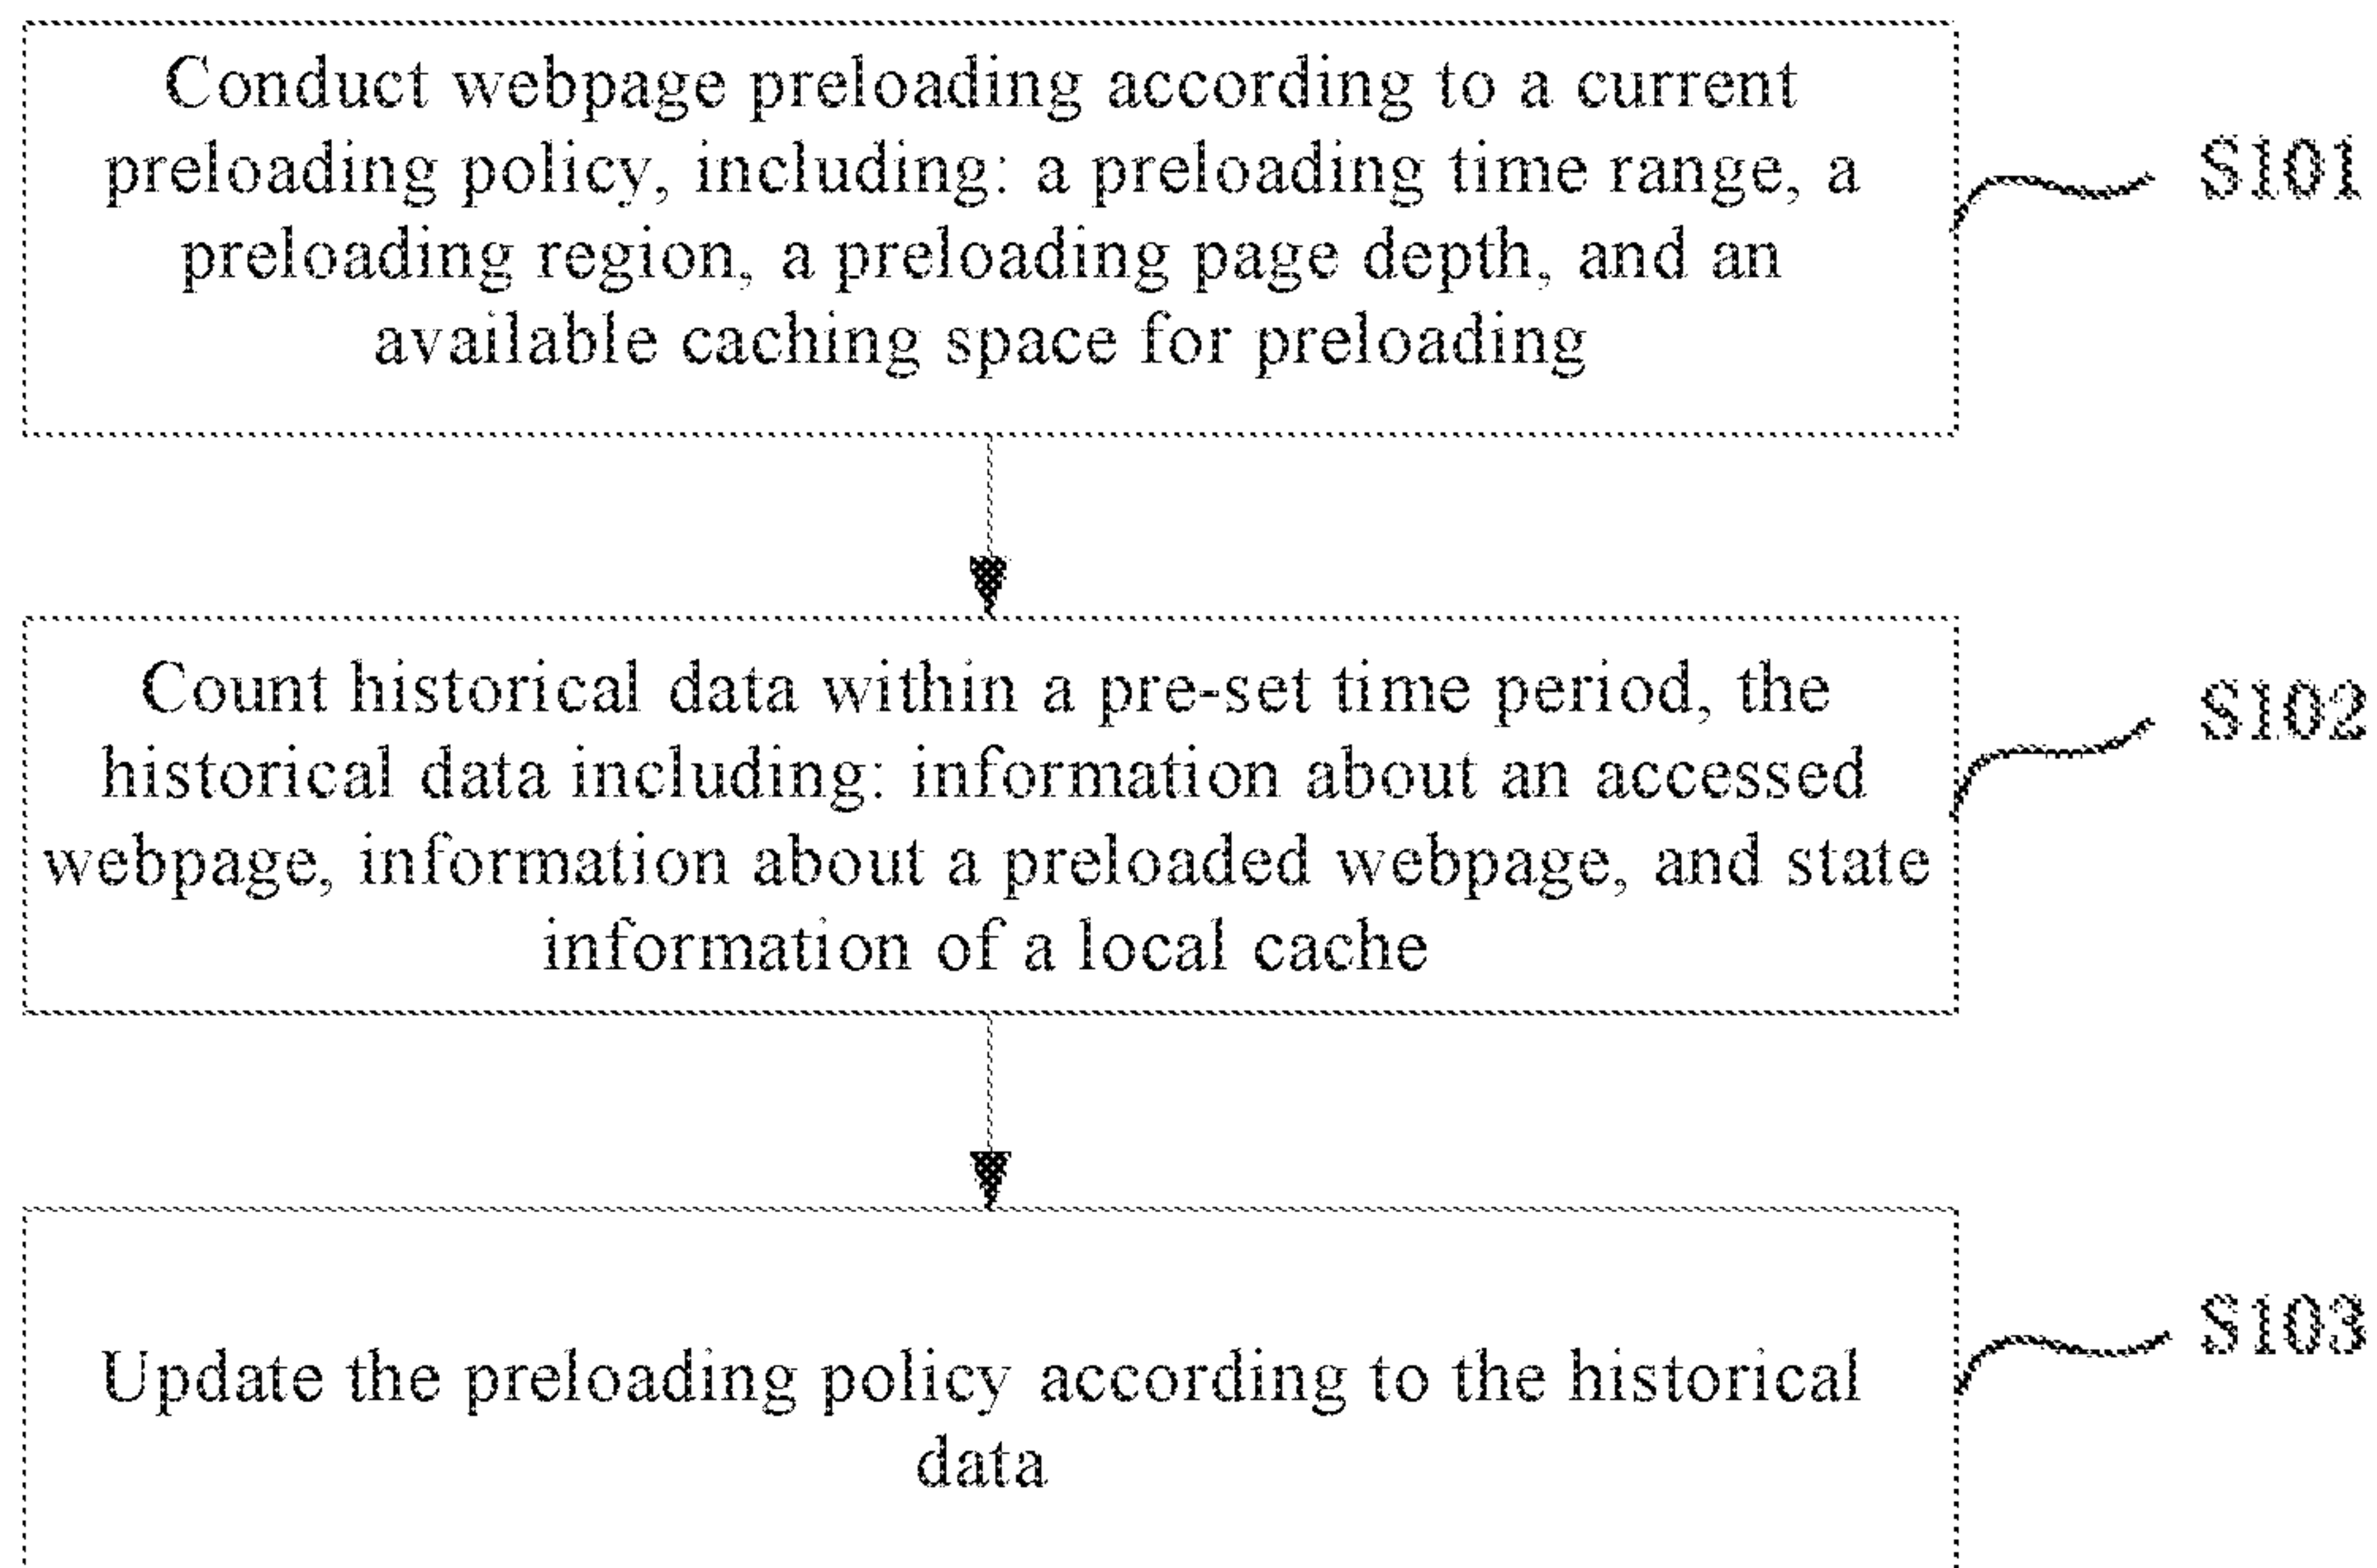 Conduct webpage preloading according to a current
preloading policy, including: a preloading time range, a
preloading region, a preloading page depth, and an
available caching space for preloading
S101
Count historical data within a pre-set time period, the
historical data including: information about an accessed
webpage, information about a preloaded webpage, and state
information of a local cache
S102
Update the preloading policy according to the historical
data
S103